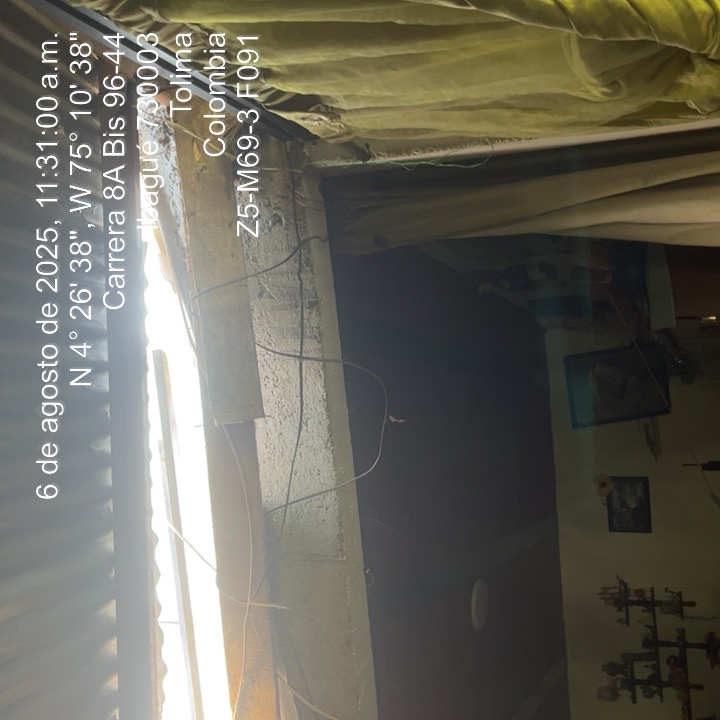 6 de agosto de 2025, 11:31:00 a.m.
N 4° 26' 38", W 75° 10' 38"
Carrera 8A Bis 96-44
Ibagué 730003
Tolima
Colombia
Z5-M69-3 F091